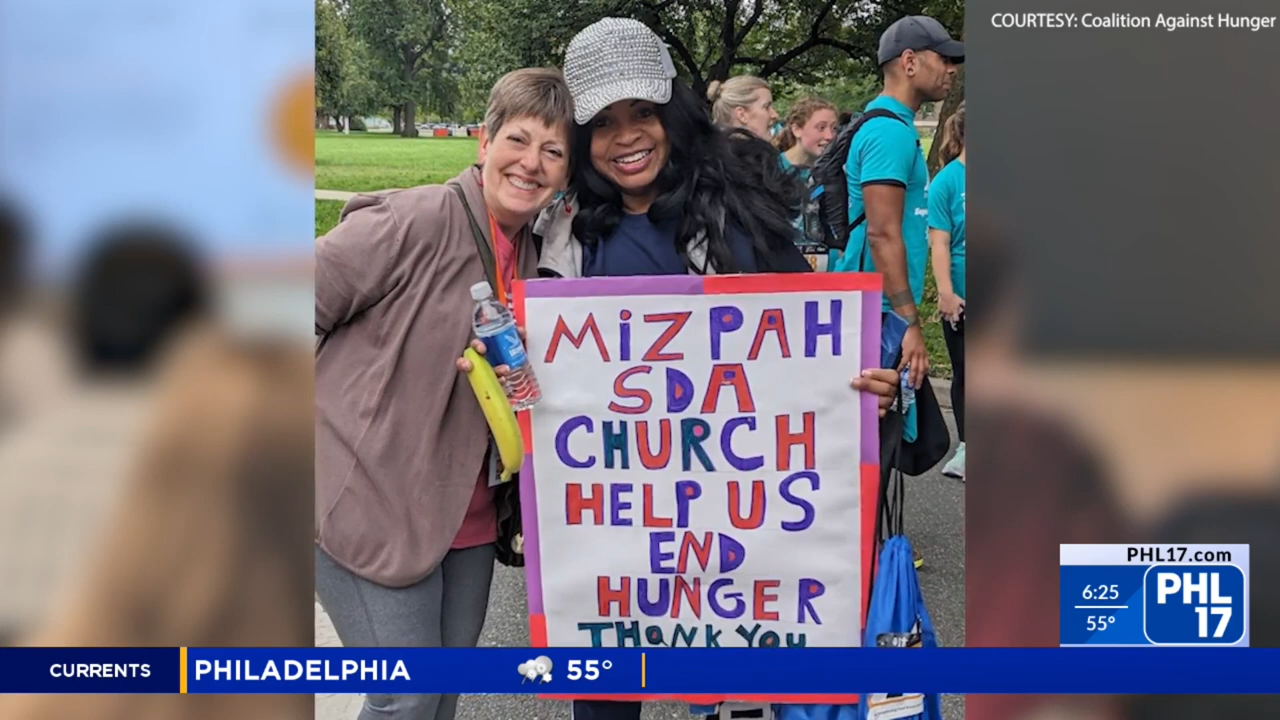 COURTESY: Coalition Against Hunger
MiZPAH
SDA
CHURCH
HELP US
END
HUNGER
THANK YOU
PHL17.com
6:25
55°
PHL
17
CURRENTS
PHILADELPHIA
55°